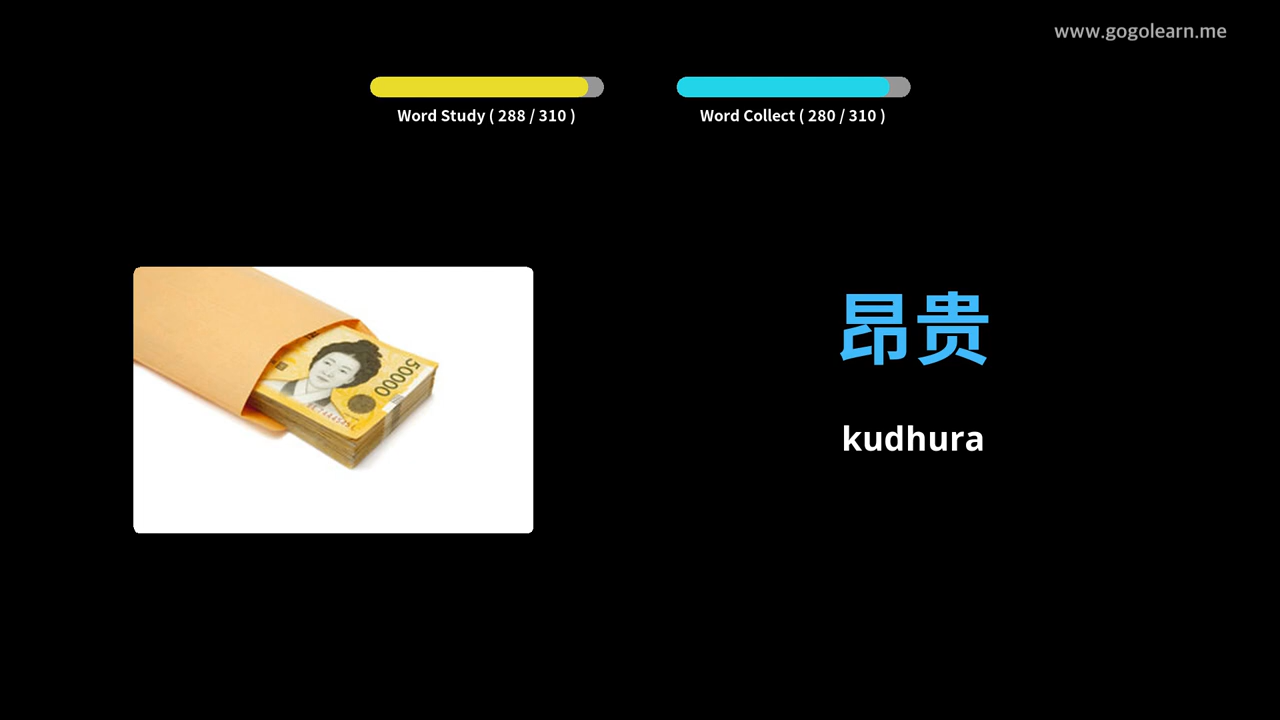 www.gogolearn.me
Word Study ( 288 / 310 )
Word Collect ( 280 / 310 )
50000
昂贵
kudhura